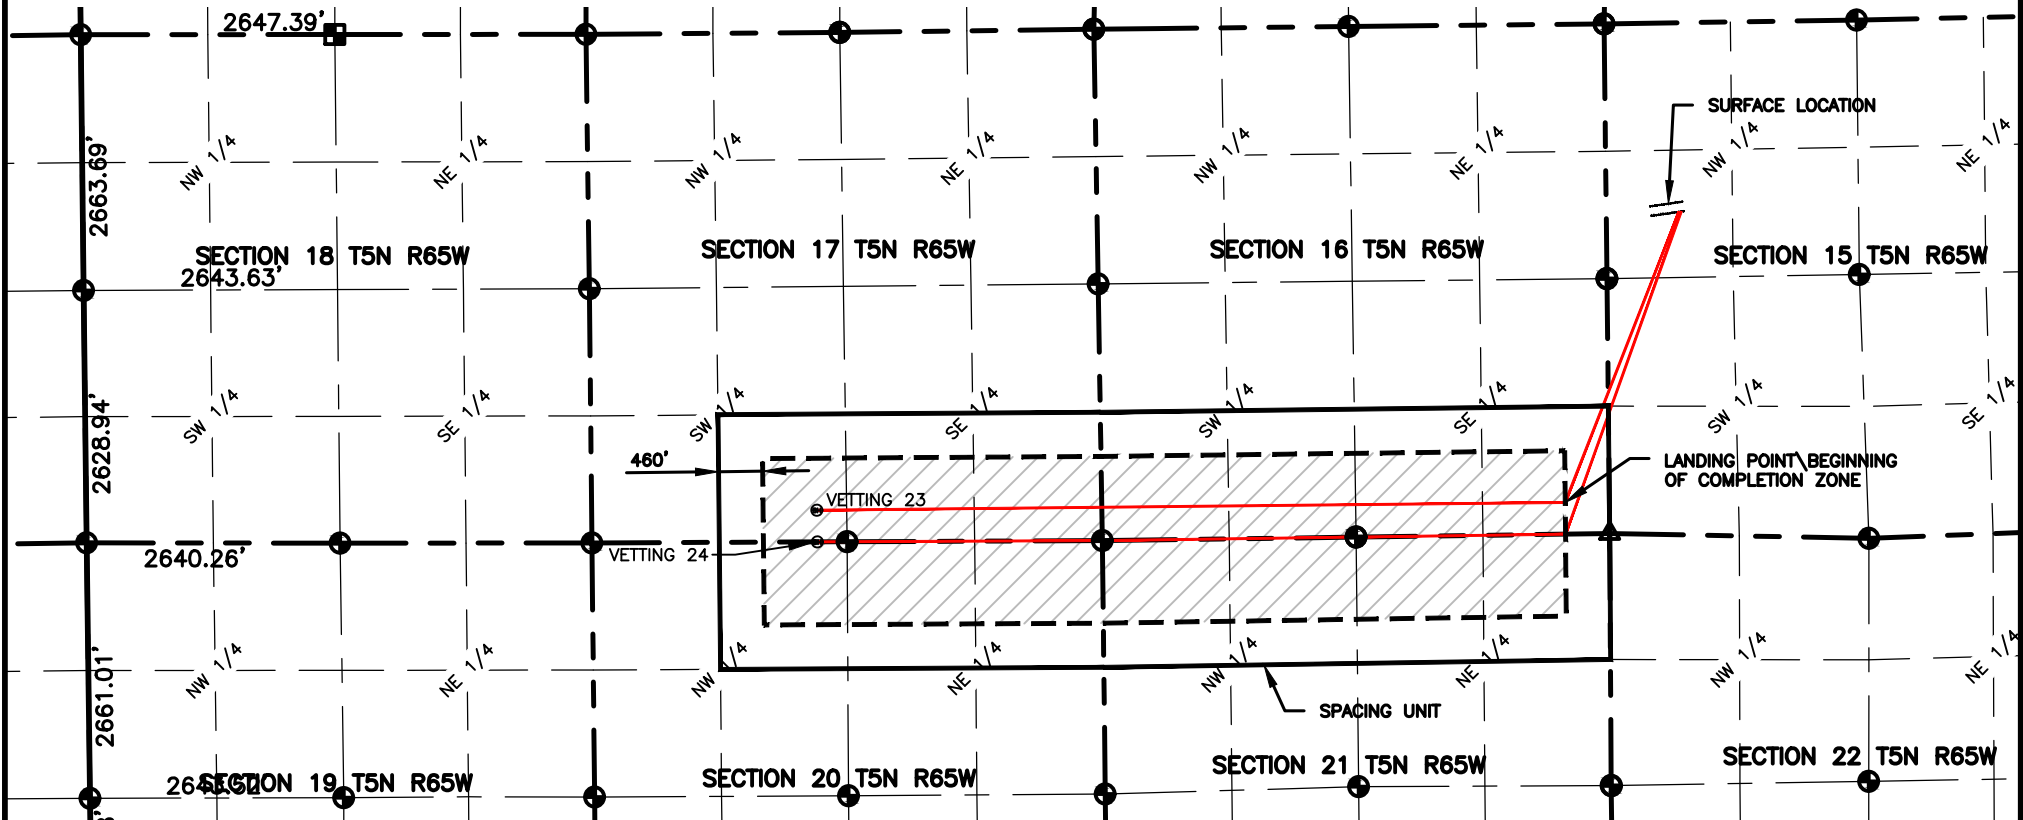 2647.39'
SURFACE LOCATION
NW 1/4
NE 1/4
NW 1/4
NE 1/4
NW 1/4
NE 1/4
NW 1/4
NE 1/4
2663.69'
SECTION 18 T5N R65W
SECTION 17 T5N R65W
SECTION 16 T5N R65W
SECTION 15 T5N R65W
2643.63'
SW 1/4
SE 1/4
SW 1/4
SE 1/4
SW 1/4
SE 1/4
SW 1/4
SE 1/4
2628.94'
460'
LANDING POINT\BEGINNING
OF COMPLETION ZONE
VETTING 23
VETTING 24
2640.26'
NW 1/4
NE 1/4
NW 1/4
NE 1/4
NW 1/4
NE 1/4
NW 1/4
NE 1/4
2661.01'
SPACING UNIT
SECTION 19 T5N R65W
SECTION 20 T5N R65W
SECTION 21 T5N R65W
SECTION 22 T5N R65W